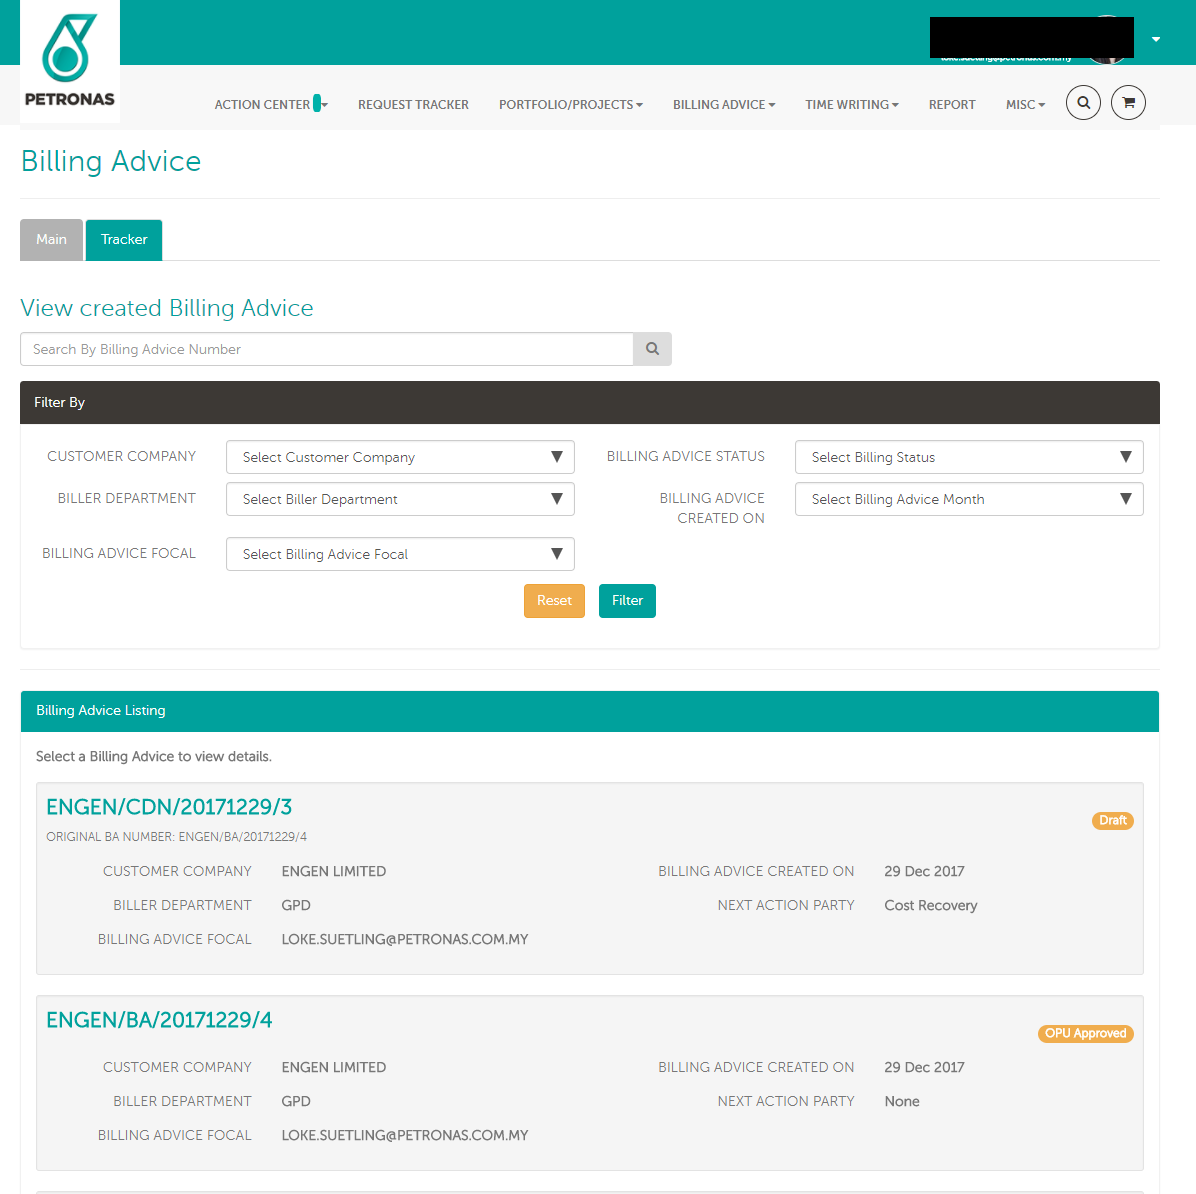 PETRONAS
ACTION CENTER REQUEST TRACKER PORTFOLIO/PROJECTS BILLING ADVICE TIME WRITING REPORT MISC
Billing Advice
Main Tracker
View created Billing Advice
Search By Billing Advice Number
Filter By
CUSTOMER COMPANY Select Customer Company BILLING ADVICE STATUS Select Billing Status
BILLER DEPARTMENT Select Biller Department BILLING ADVICE CREATED ON Select Billing Advice Month
BILLING ADVICE FOCAL Select Billing Advice Focal
Reset Filter
Billing Advice Listing
Select a Billing Advice to view details.
ENGEN/CDN/20171229/3
Draft
ORIGINAL BA NUMBER: ENGEN/BA/20171229/4
CUSTOMER COMPANY ENGEN LIMITED BILLING ADVICE CREATED ON 29 Dec 2017
BILLER DEPARTMENT GPD NEXT ACTION PARTY Cost Recovery
BILLING ADVICE FOCAL LOKE.SUETLING@PETRONAS.COM.MY
ENGEN/BA/20171229/4
OPU Approved
CUSTOMER COMPANY ENGEN LIMITED BILLING ADVICE CREATED ON 29 Dec 2017
BILLER DEPARTMENT GPD NEXT ACTION PARTY None
BILLING ADVICE FOCAL LOKE.SUETLING@PETRONAS.COM.MY